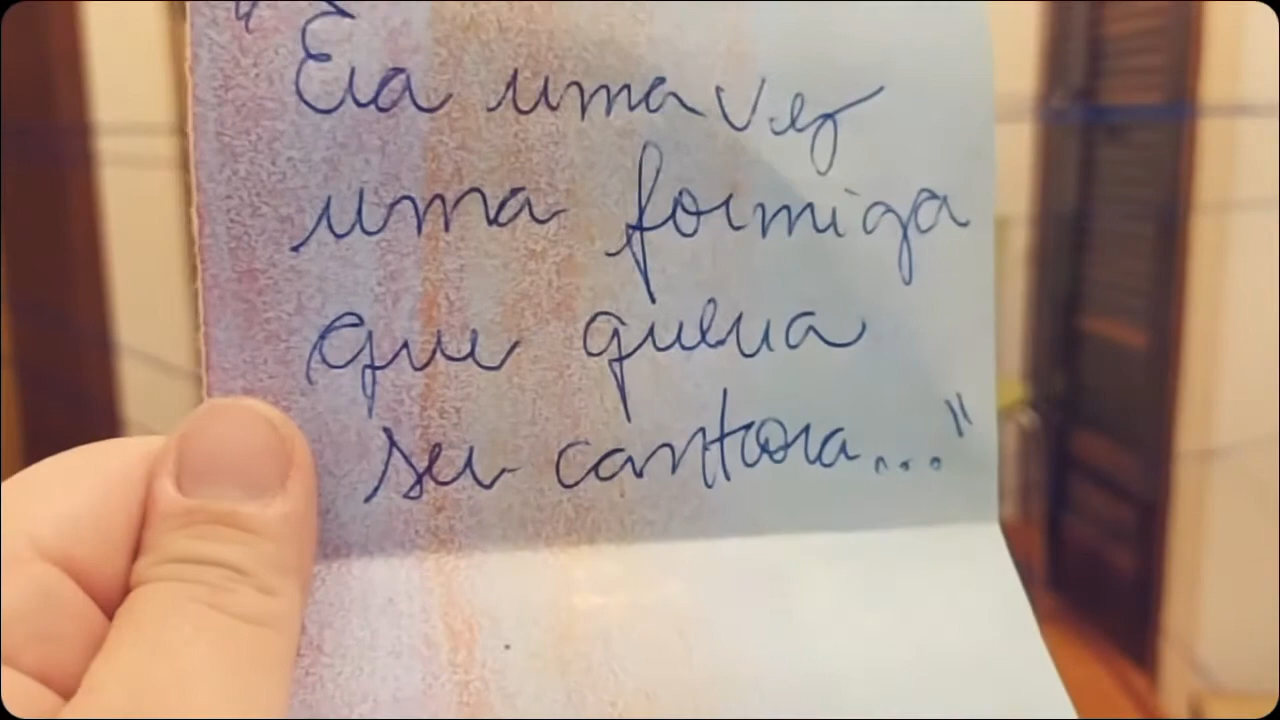 "Era uma vez
uma formiga
que queria
ser cantora..."